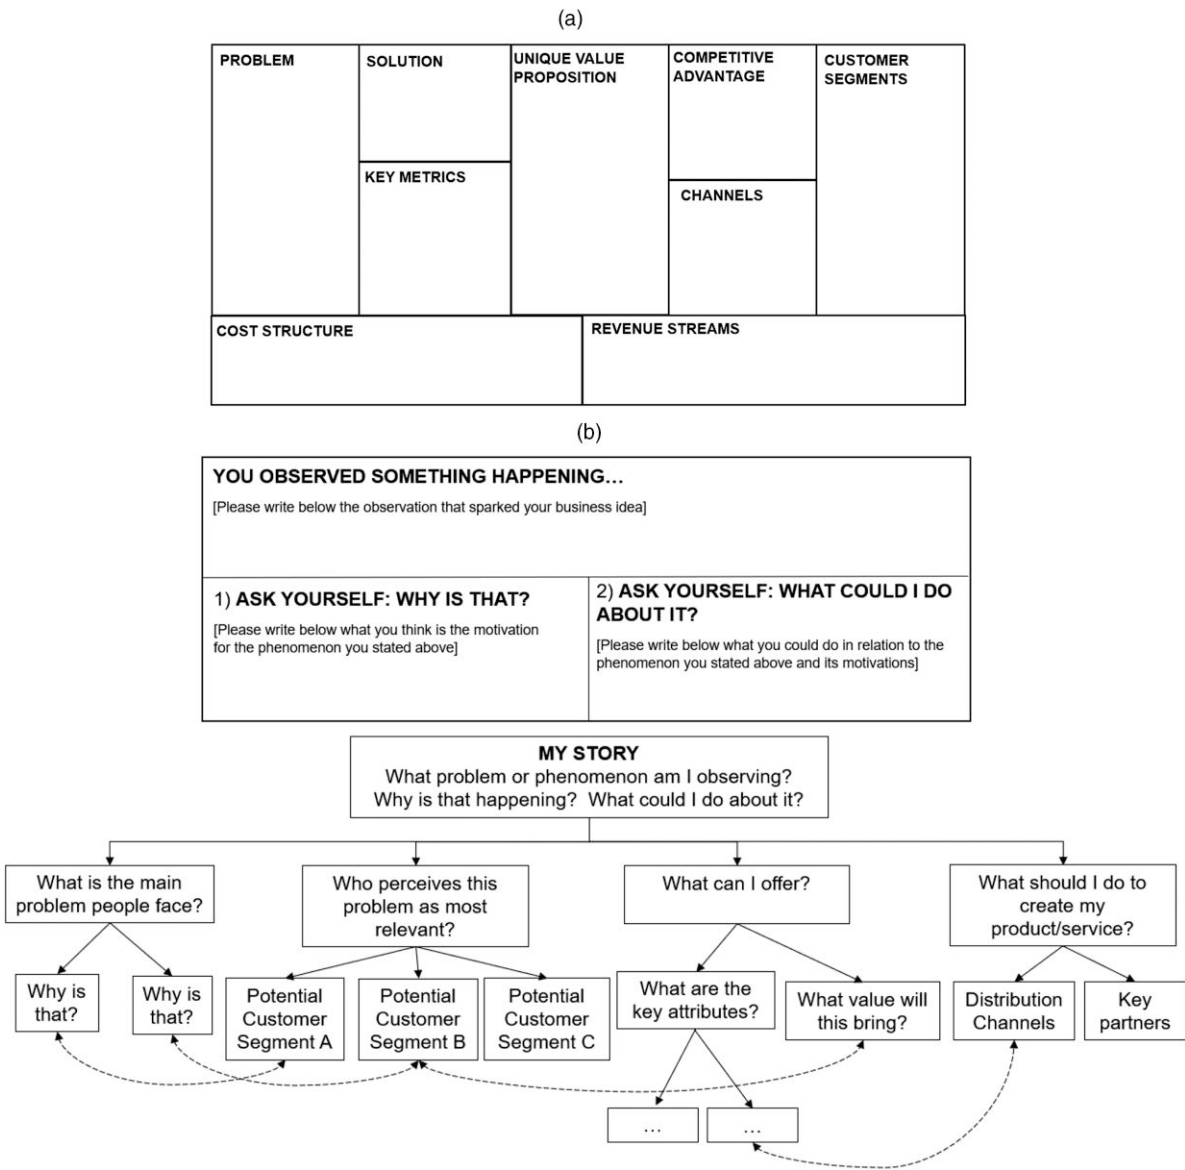 (a)
PROBLEM
SOLUTION
UNIQUE VALUE
PROPOSITION
COMPETITIVE
ADVANTAGE
CUSTOMER
SEGMENTS
KEY METRICS
CHANNELS
COST STRUCTURE
REVENUE STREAMS
(b)
YOU OBSERVED SOMETHING HAPPENING…
[Please write below the observation that sparked your business idea]
1) ASK YOURSELF: WHY IS THAT?
[Please write below what you think is the motivation
for the phenomenon you stated above]
2) ASK YOURSELF: WHAT COULD I DO
ABOUT IT?
[Please write below what you could do in relation to the
phenomenon you stated above and its motivations]
MY STORY
What problem or phenomenon am I observing?
Why is that happening? What could I do about it?
What is the main
problem people face?
Who perceives this
problem as most
relevant?
What can I offer?
What should I do to
create my
product/service?
Why is
that?
Why is
that?
Potential
Customer
Segment A
Potential
Customer
Segment B
Potential
Customer
Segment C
What are the
key attributes?
What value will
this bring?
Distribution
Channels
Key
partners
…
…